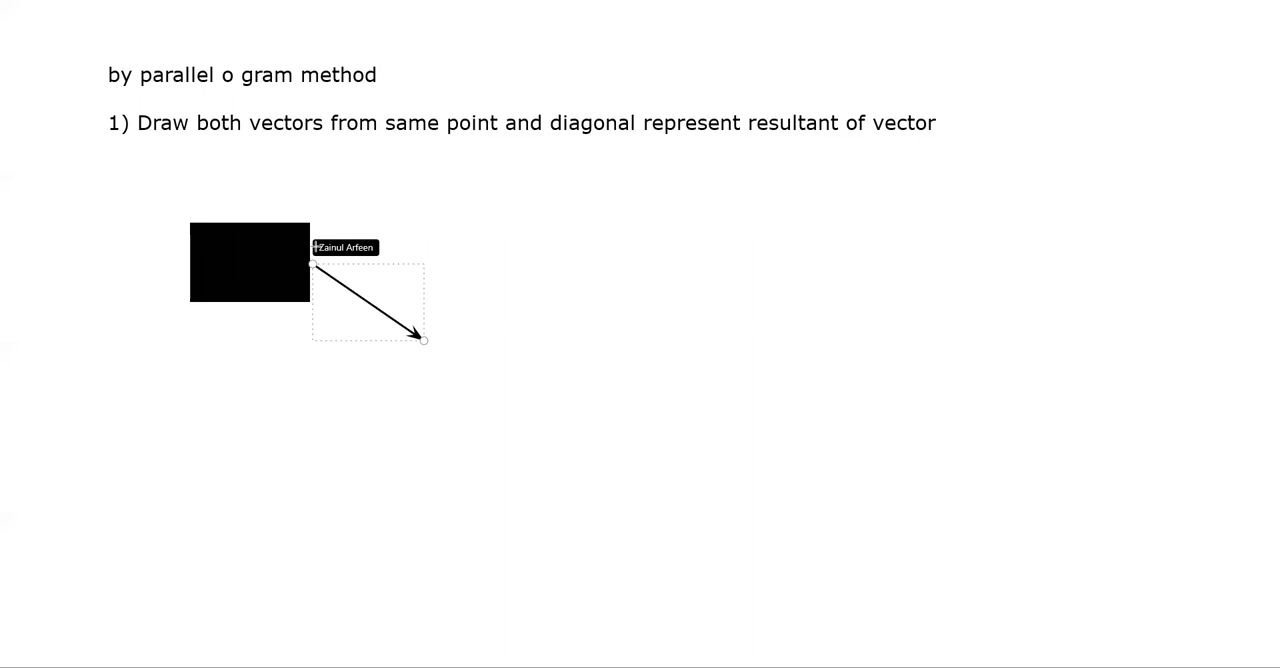 by parallel o gram method
1) Draw both vectors from same point and diagonal represent resultant of vector
Zainul Arfeen